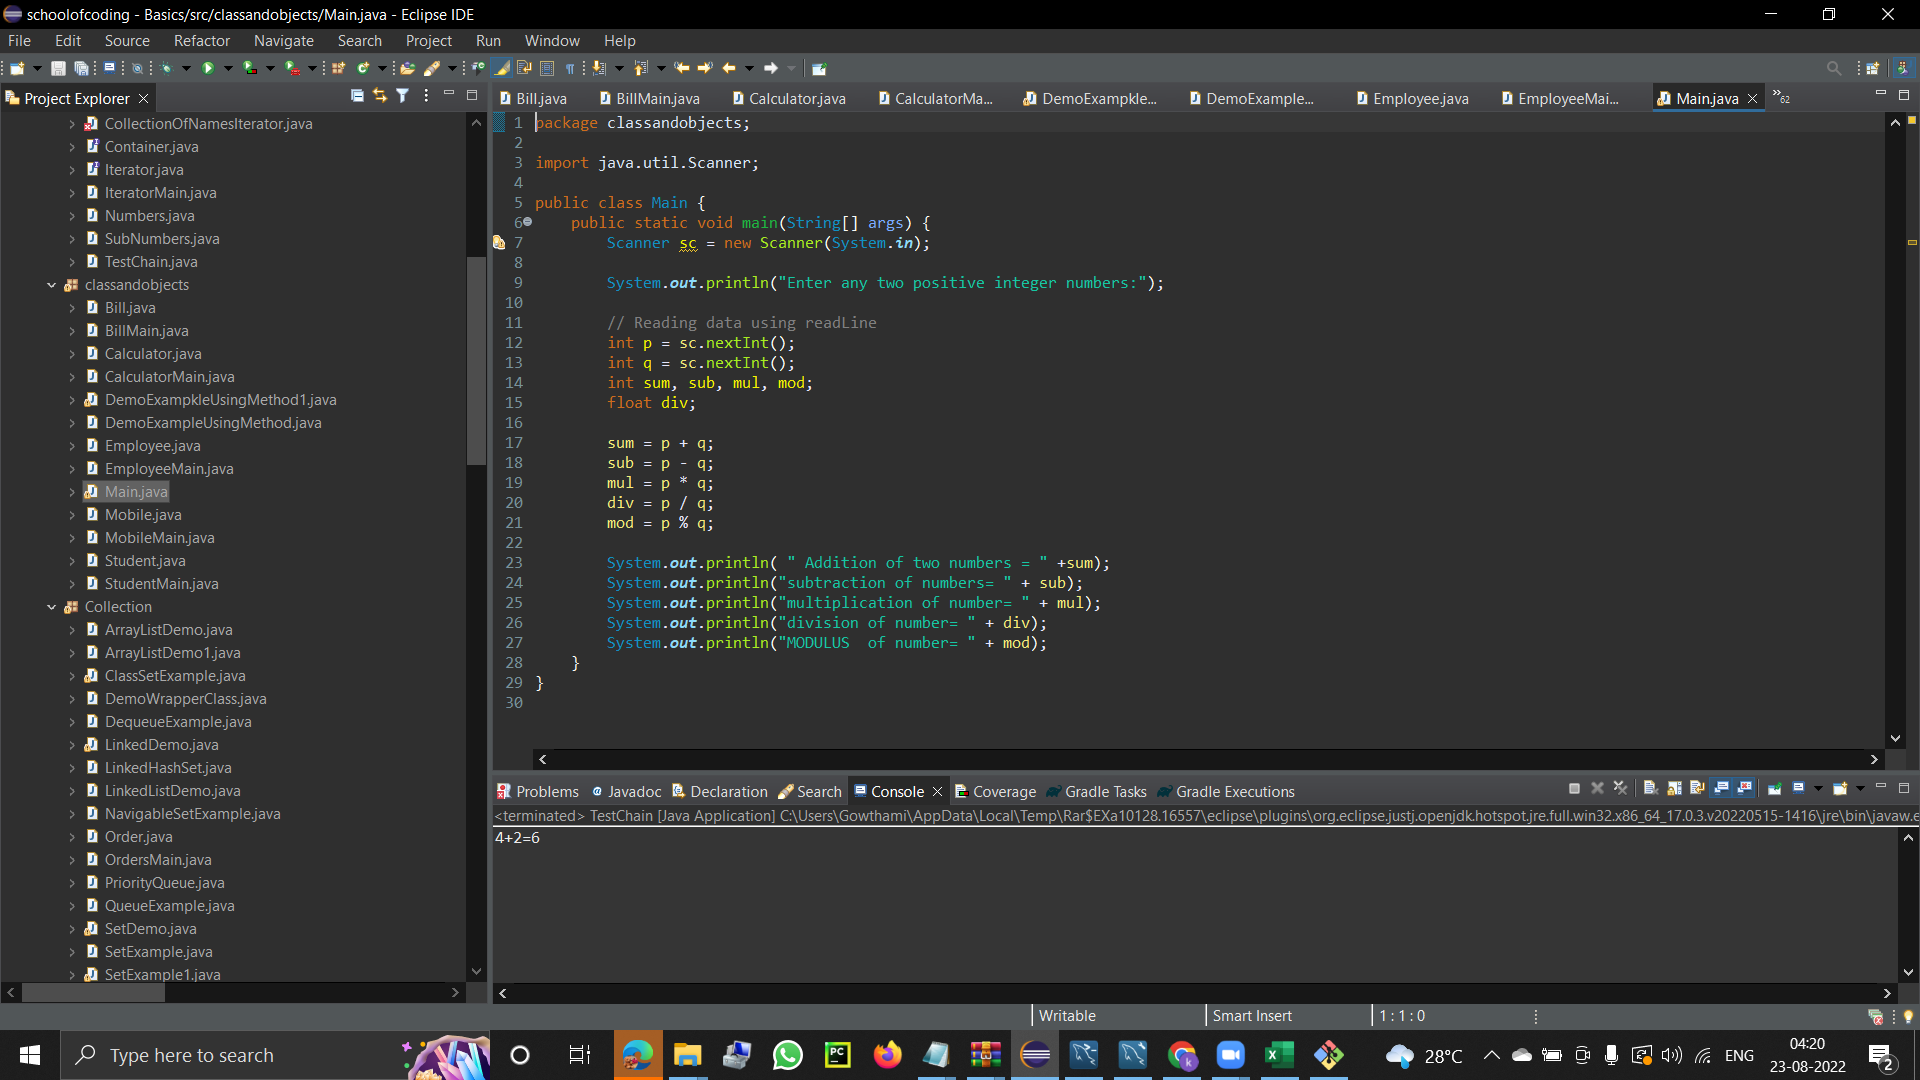 schoolofcoding - Basics/src/classandobjects/Main.java - Eclipse IDE
File Edit Source Refactor Navigate Search Project Run Window Help
Project Explorer
CollectionOfNamesIterator.java
Container.java
Iterator.java
IteratorMain.java
Numbers.java
SubNumbers.java
TestChain.java
classandobjects
Bill.java
BillMain.java
Calculator.java
CalculatorMain.java
DemoExampkleUsingMethod1.java
DemoExampleUsingMethod.java
Employee.java
EmployeeMain.java
Main.java
Mobile.java
MobileMain.java
Student.java
StudentMain.java
Collection
ArrayListDemo.java
ArrayListDemo1.java
ClassSetExample.java
DemoWrapperClass.java
DequeueExample.java
LinkedDemo.java
LinkedHashSet.java
LinkedListDemo.java
NavigableSetExample.java
Order.java
OrdersMain.java
PriorityQueue.java
QueueExample.java
SetDemo.java
SetExample.java
SetExample1.java
Bill.java BillMain.java Calculator.java CalculatorMa... DemoExampkle... DemoExample... Employee.java EmployeeMai... Main.java »62
1 package classandobjects;
2
3 import java.util.Scanner;
4
5 public class Main {
6 public static void main(String[] args) {
7 Scanner sc = new Scanner(System.in);
8
9 System.out.println("Enter any two positive integer numbers:");
10
11 // Reading data using readLine
12 int p = sc.nextInt();
13 int q = sc.nextInt();
14 int sum, sub, mul, mod;
15 float div;
16
17 sum = p + q;
18 sub = p - q;
19 mul = p * q;
20 div = p / q;
21 mod = p % q;
22
23 System.out.println( " Addition of two numbers = " +sum);
24 System.out.println("subtraction of numbers= " + sub);
25 System.out.println("multiplication of number= " + mul);
26 System.out.println("division of number= " + div);
27 System.out.println("MODULUS  of number= " + mod);
28 }
29 }
30
Problems Javadoc Declaration Search Console Coverage Gradle Tasks Gradle Executions
<terminated> TestChain [Java Application] C:\Users\Gowthami\AppData\Local\Temp\Rar$EXa10128.16557\eclipse\plugins\org.eclipse.justj.openjdk.hotspot.jre.full.win32.x86_64_17.0.3.v20220515-1416\jre\bin\javaw.e
4+2=6
Writable Smart Insert 1 : 1 : 0
Type here to search
PC
k
28°C
ENG
04:20
23-08-2022
2